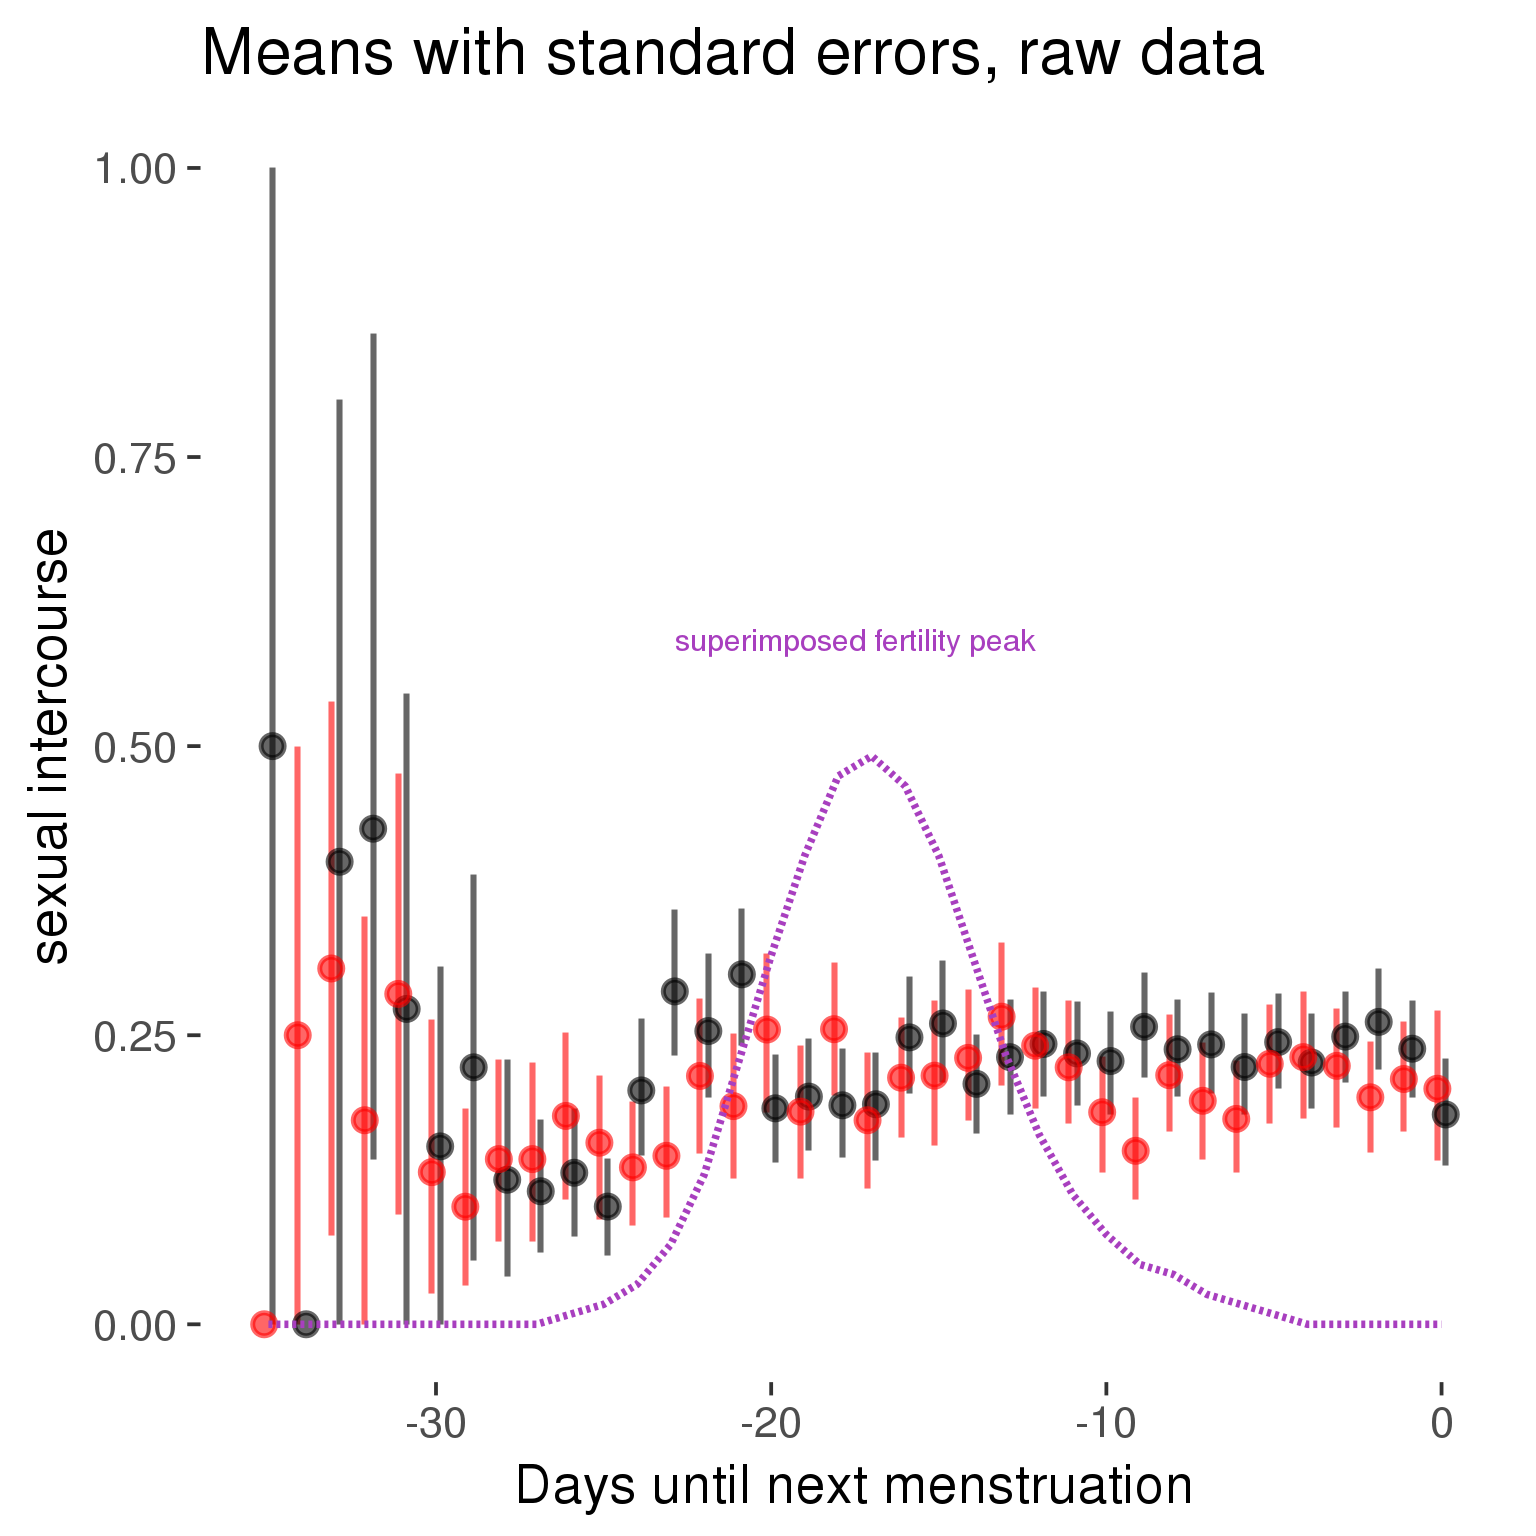 Means with standard errors, raw data
1.00
0.75
0.50
0.25
0.00
sexual intercourse
superimposed fertility peak
-30
-20
-10
0
Days until next menstruation